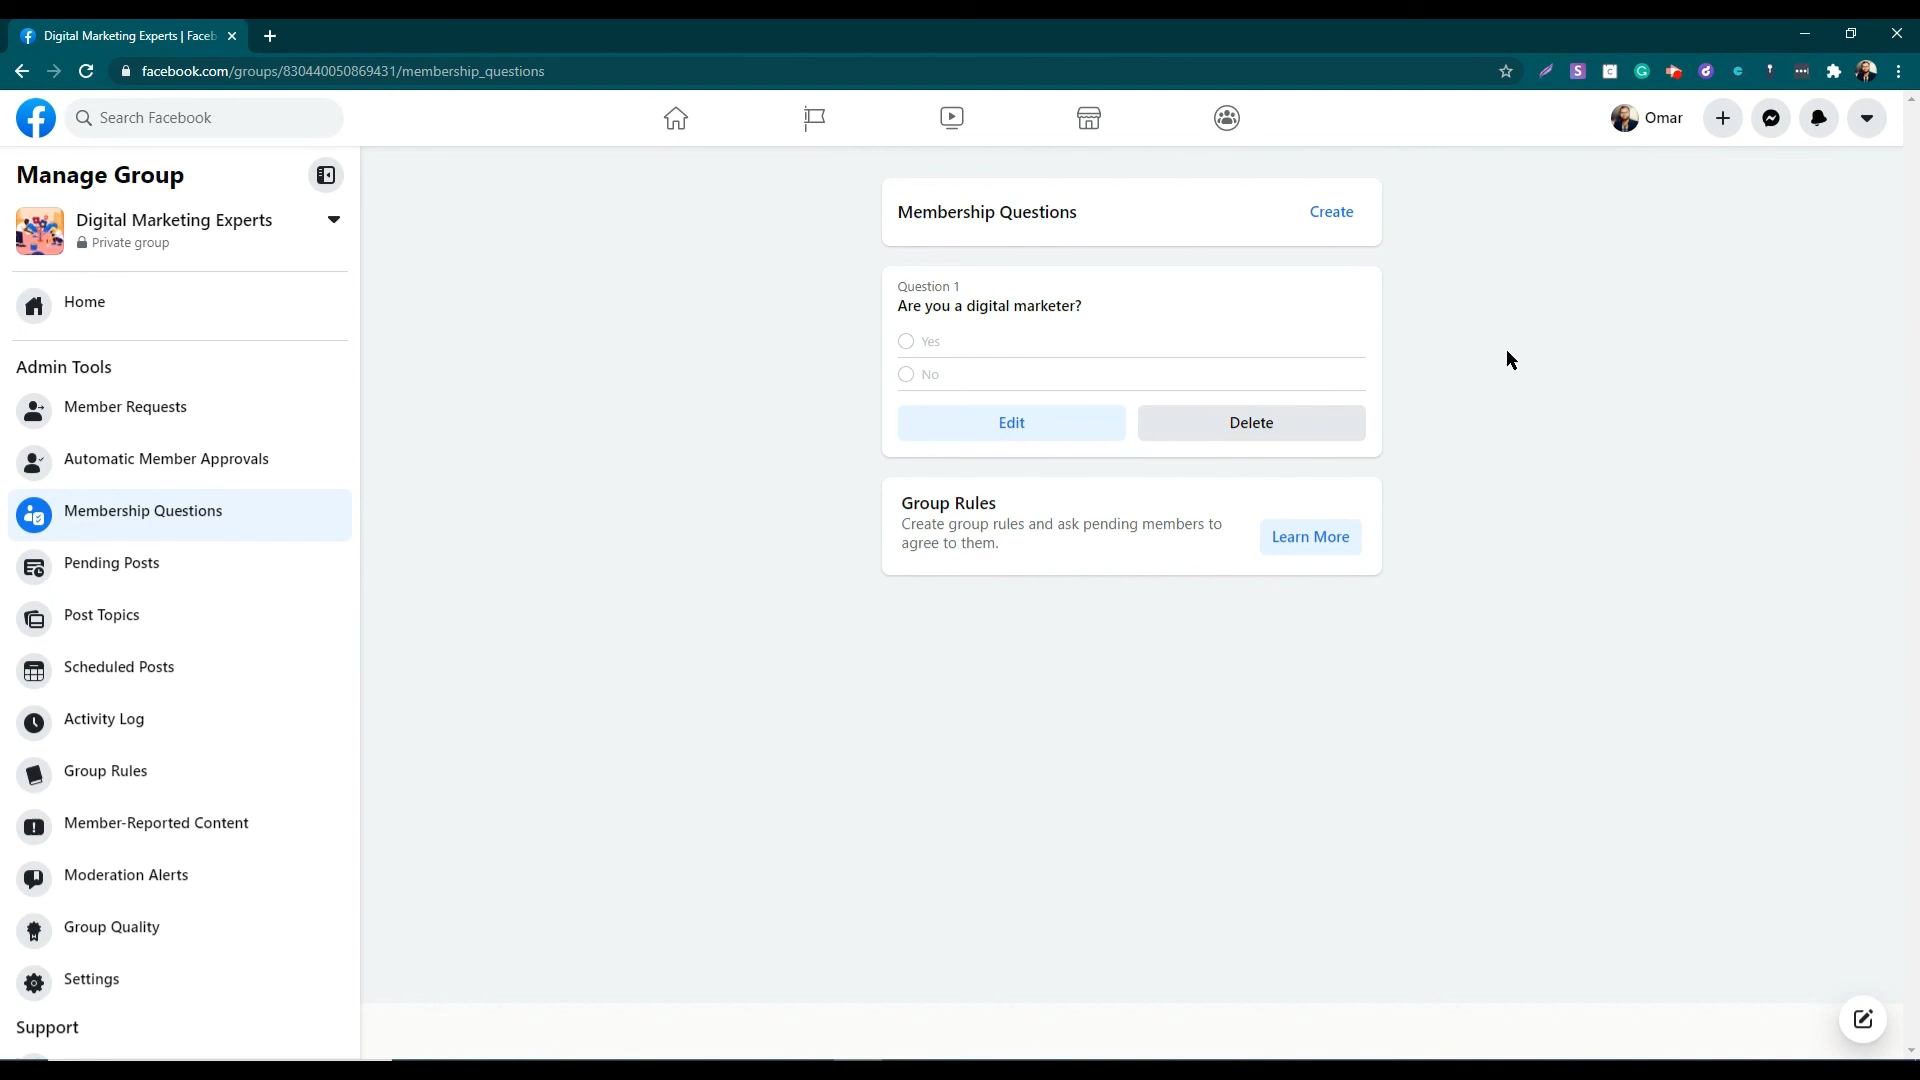 Digital Marketing Experts | Faceb
facebook.com/groups/830440050869431/membership_questions
Search Facebook
Omar
Manage Group
Digital Marketing Experts
Private group
Home
Admin Tools
Member Requests
Automatic Member Approvals
Membership Questions
Pending Posts
Post Topics
Scheduled Posts
Activity Log
Group Rules
Member-Reported Content
Moderation Alerts
Group Quality
Settings
Support
Membership Questions
Create
Question 1
Are you a digital marketer?
Yes
No
Edit
Delete
Group Rules
Create group rules and ask pending members to
agree to them.
Learn More